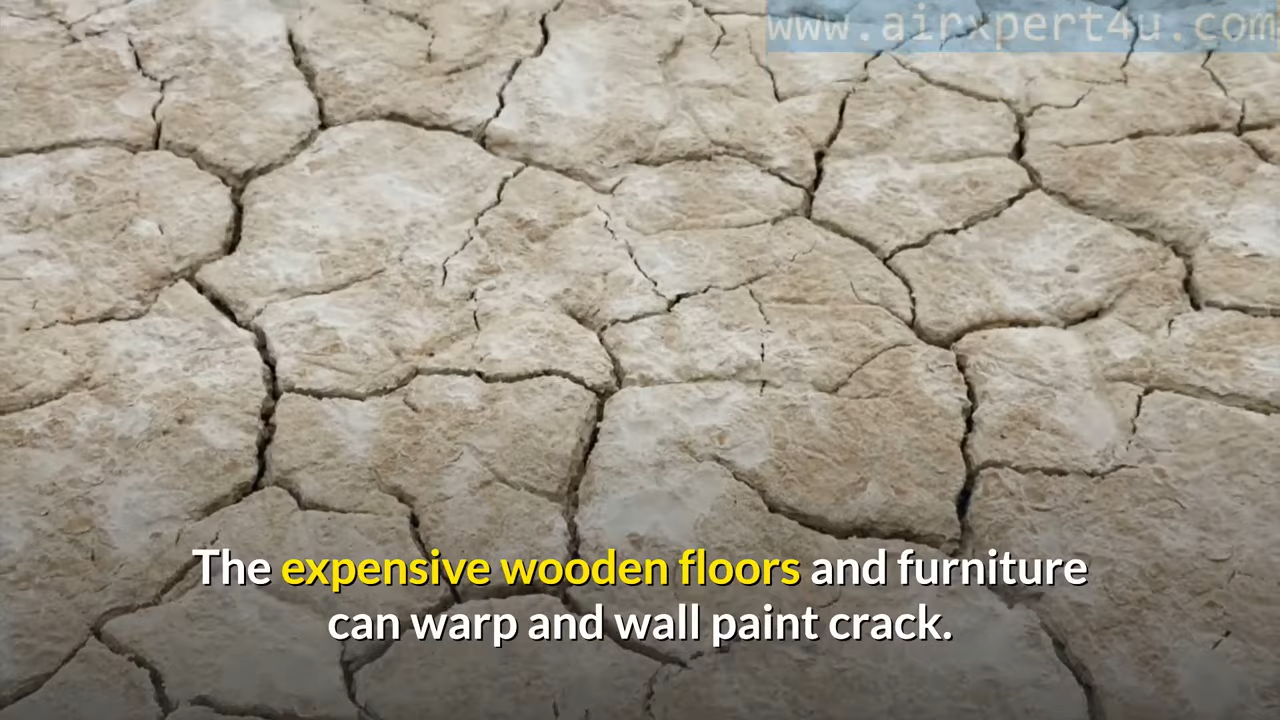 www.airxpert4u.com
The expensive wooden floors and furniture
can warp and wall paint crack.